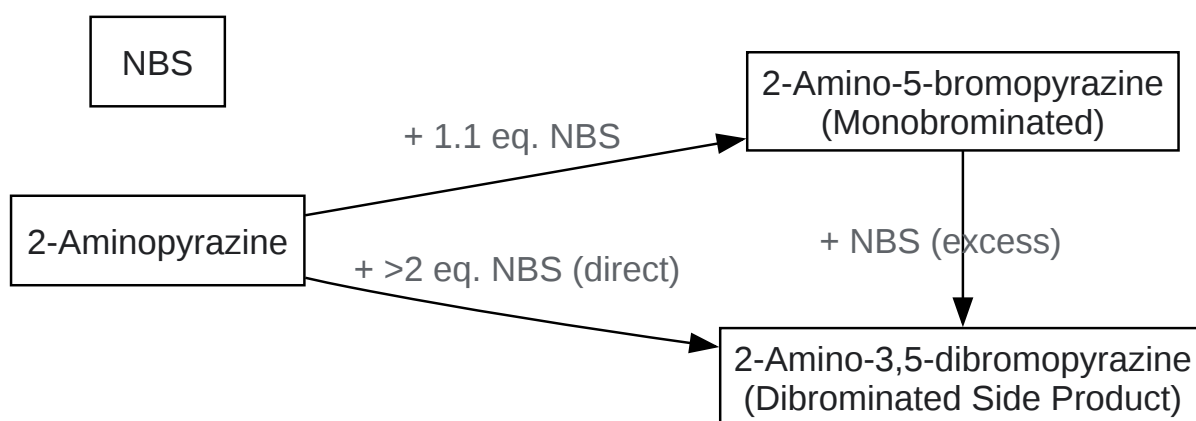 NBS
2-Amino-5-bromopyrazine
(Monobrominated)
+ 1.1 eq. NBS
2-Aminopyrazine
+ NBS (excess)
+ >2 eq. NBS (direct)
2-Amino-3,5-dibromopyrazine
(Dibrominated Side Product)